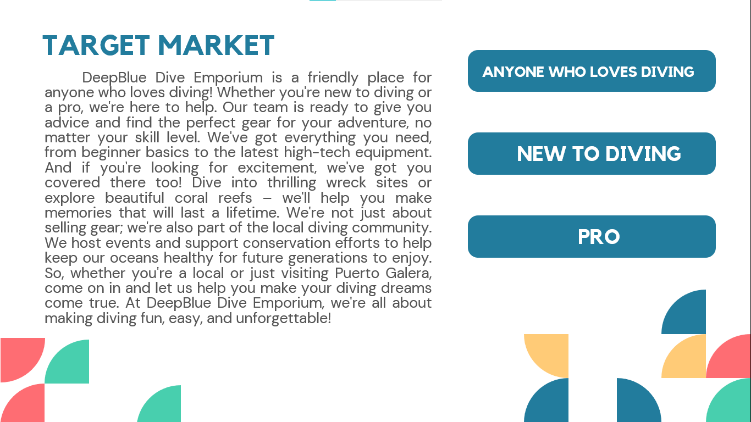 TARGET MARKET
DeepBlue Dive Emporium is a friendly place for
anyone who loves diving! Whether you're new to diving or
a pro, we're here to help. Our team is ready to give you
advice and find the perfect gear for your adventure, no
matter your skill level. We've got everything you need,
from beginner basics to the latest high-tech equipment.
And if you're looking for excitement, we've got you
covered there too! Dive into thrilling wreck sites or
explore beautiful coral reefs – we'll help you make
memories that will last a lifetime. We're not just about
selling gear; we're also part of the local diving community.
We host events and support conservation efforts to help
keep our oceans healthy for future generations to enjoy.
So, whether you're a local or just visiting Puerto Galera,
come on in and let us help you make your diving dreams
come true. At DeepBlue Dive Emporium, we're all about
making diving fun, easy, and unforgettable!
ANYONE WHO LOVES DIVING
NEW TO DIVING
PRO